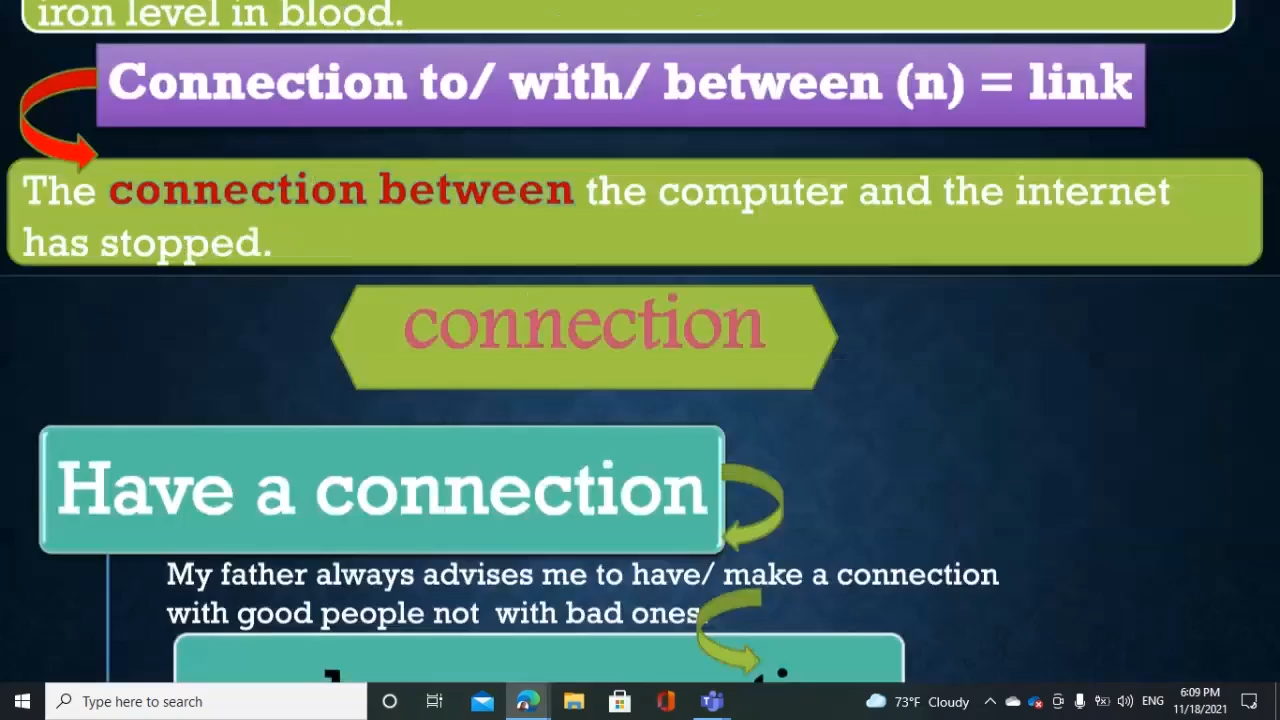 iron level in blood.
Connection to/ with/ between (n) = link
The connection between the computer and the internet
has stopped.
connection
Have a connection
My father always advises me to have/ make a connection
with good people not with bad ones.
Type here to search
73°F Cloudy
ENG
6:09 PM
11/18/2021